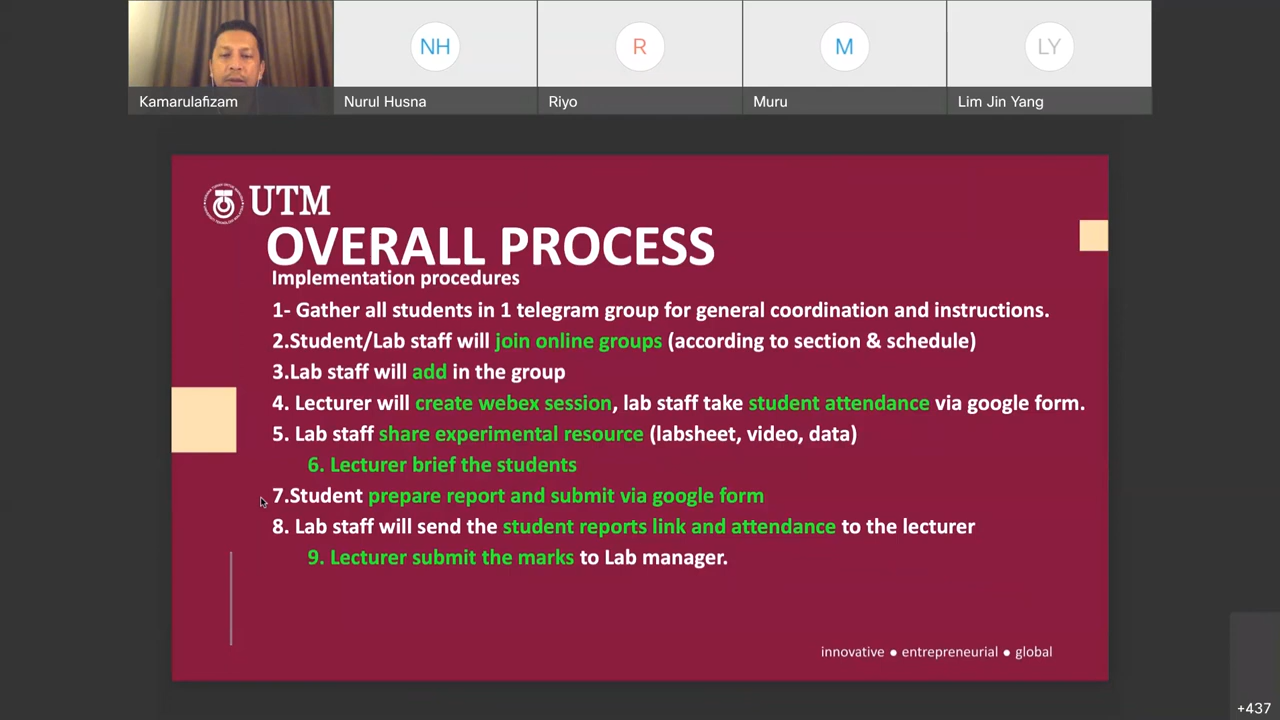 NH
R
M
LY
Kamarulafizam
Nurul Husna
Riyo
Muru
Lim Jin Yang
UTM
OVERALL PROCESS
Implementation procedures
1- Gather all students in 1 telegram group for general coordination and instructions.
2.Student/Lab staff will join online groups (according to section & schedule)
3.Lab staff will add in the group
4. Lecturer will create webex session, lab staff take student attendance via google form.
5. Lab staff share experimental resource (labsheet, video, data)
6. Lecturer brief the students
7.Student prepare report and submit via google form
8. Lab staff will send the student reports link and attendance to the lecturer
9. Lecturer submit the marks to Lab manager.
innovative ● entrepreneurial ● global
+437